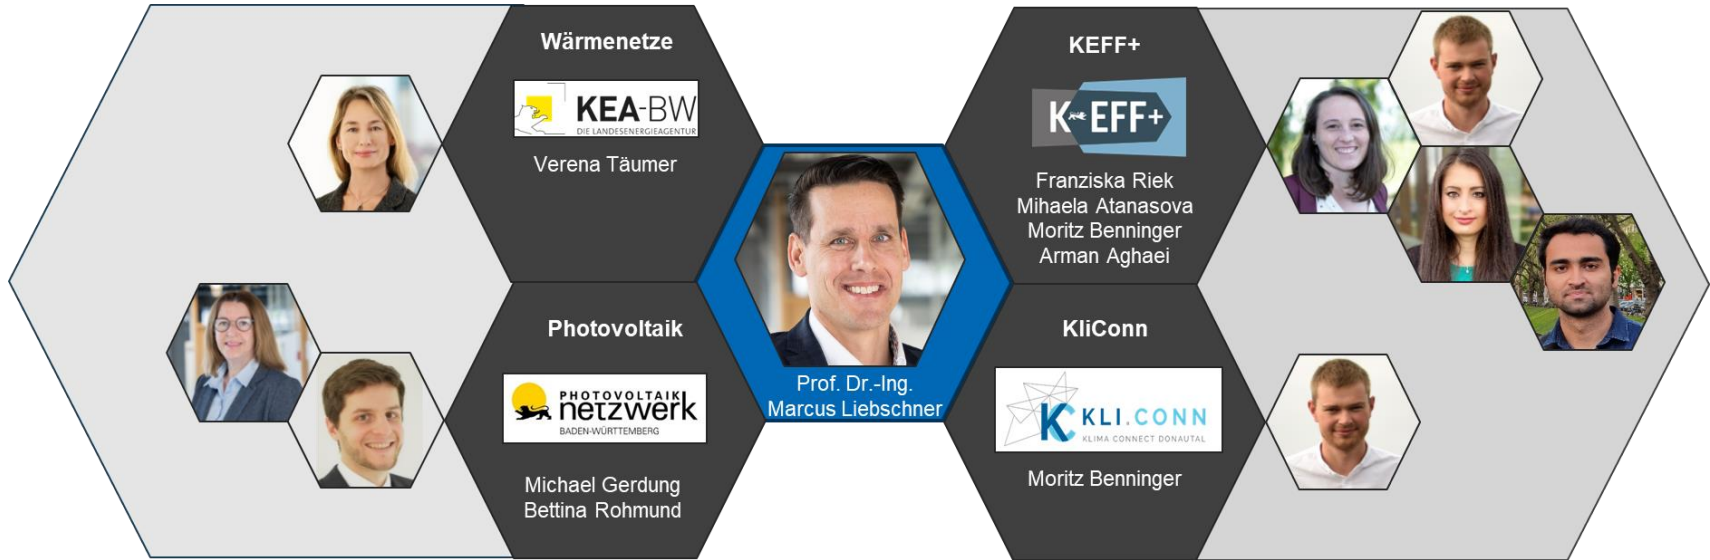 Wärmenetze
KEA-BW
DIE LANDESENERGIEAGENTUR
Verena Täumer
Photovoltaik
PHOTOVOLTAIK
netzwerk
BADEN-WÜRTTEMBERG
Michael Gerdung
Bettina Rohmund
Prof. Dr.-Ing.
Marcus Liebschner
KEFF+
K EFF+
Franziska Riek
Mihaela Atanasova
Moritz Benninger
Arman Aghaei
KliConn
KC KLI.CONN
KLIMA CONNECT DONAUTAL
Moritz Benninger